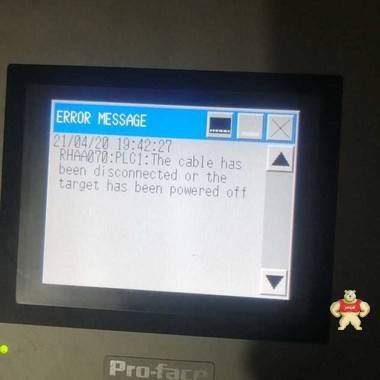 ERROR MESSAGE
21/04/20 19:42:27
RHAA070:PLC1:The cable has
been disconnected or the
target has been powered off
Pro-face